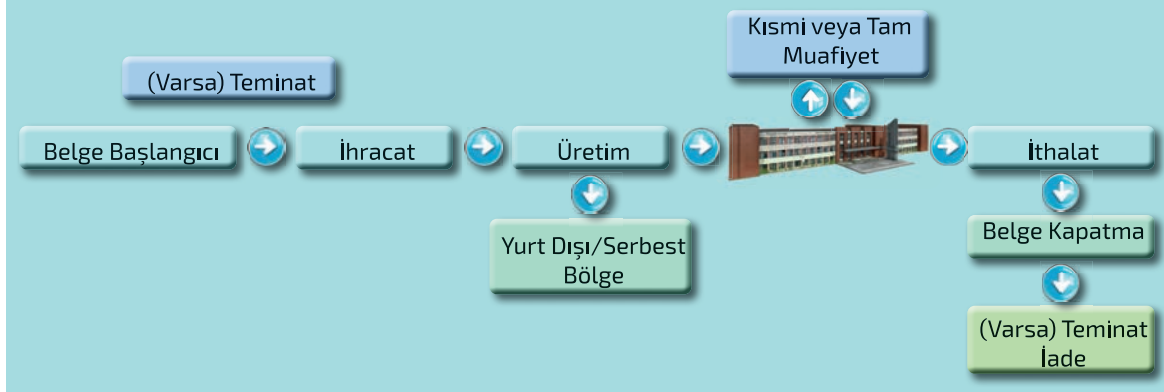 Kısmi veya Tam
Muafiyet
(Varsa) Teminat
Belge Başlangıcı
İhracat
Üretim
İthalat
Yurt Dışı/Serbest
Bölge
Belge Kapatma
(Varsa) Teminat
İade